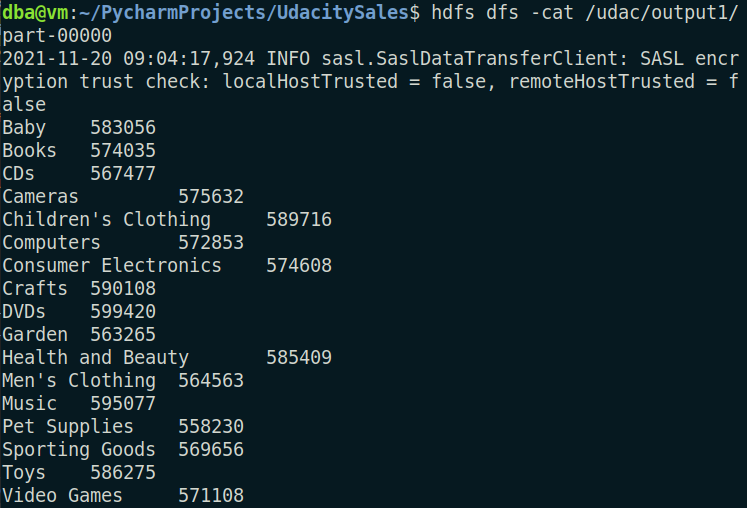 dba@vm:~/PycharmProjects/UdacitySales$ hdfs dfs -cat /udac/output1/
part-00000
2021-11-20 09:04:17,924 INFO sasl.SaslDataTransferClient: SASL encr
yption trust check: localHostTrusted = false, remoteHostTrusted = f
alse
Baby    583056
Books   574035
CDs     567477
Cameras         575632
Children's Clothing     589716
Computers       572853
Consumer Electronics    574608
Crafts  590108
DVDs    599420
Garden  563265
Health and Beauty       585409
Men's Clothing  564563
Music   595077
Pet Supplies    558230
Sporting Goods  569656
Toys    586275
Video Games     571108